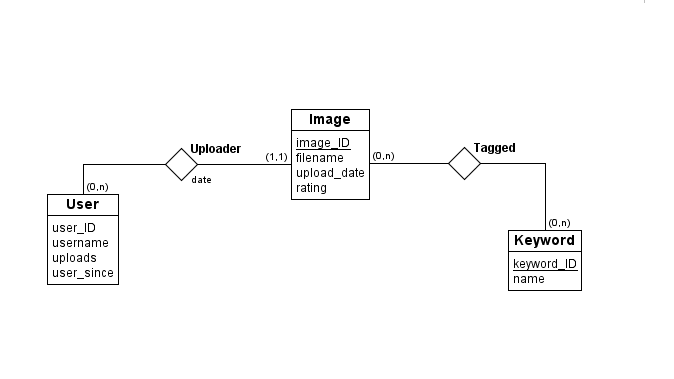 Image
image_ID
filename
upload_date
rating
Uploader
date
(1,1)
(0,n)
Tagged
(0,n)
User
user_ID
username
uploads
user_since
(0,n)
Keyword
keyword_ID
name
(0,n)